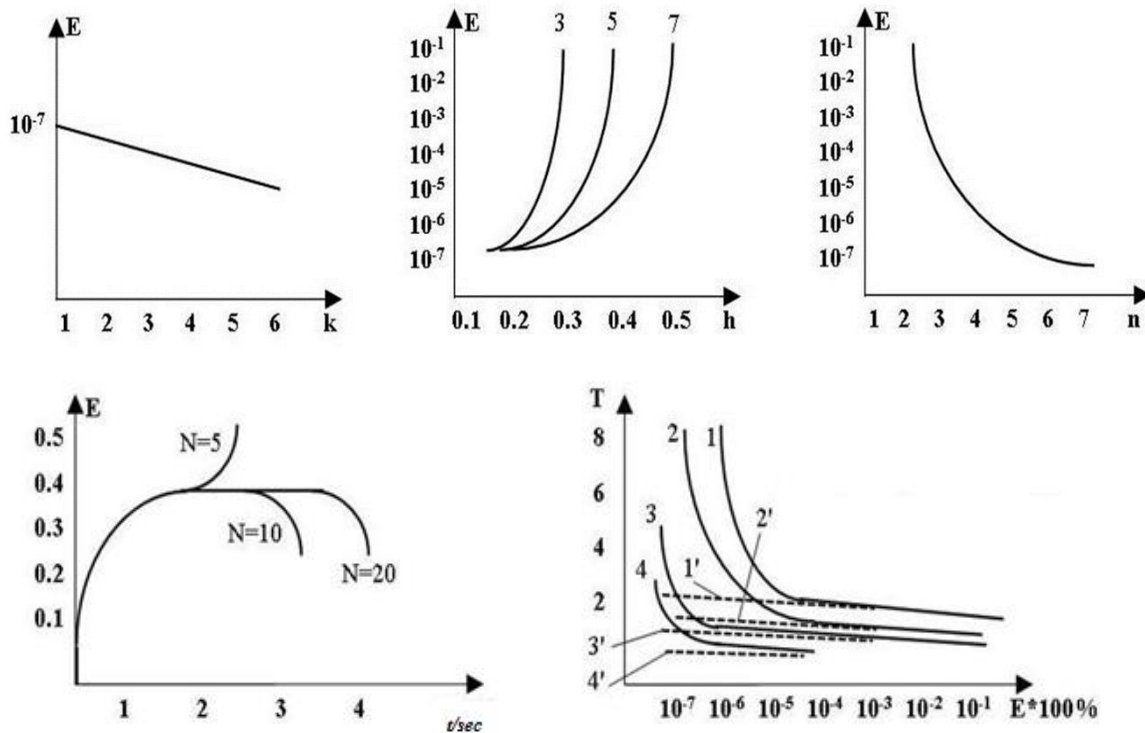 E
10⁻⁷
1 2 3 4 5 6 k
E 3 5 7
10⁻¹
10⁻²
10⁻³
10⁻⁴
10⁻⁵
10⁻⁶
10⁻⁷
0.1 0.2 0.3 0.4 0.5 h
E
10⁻¹
10⁻²
10⁻³
10⁻⁴
10⁻⁵
10⁻⁶
10⁻⁷
1 2 3 4 5 6 7 n
E
0.5
N=5
0.4
0.3
N=10
0.2
N=20
0.1
1 2 3 4
t/sec
T
8 2 1
6
3 2'
4
4 1'
2
3'
4'
10⁻⁷ 10⁻⁶ 10⁻⁵ 10⁻⁴ 10⁻³ 10⁻² 10⁻¹ E*100%